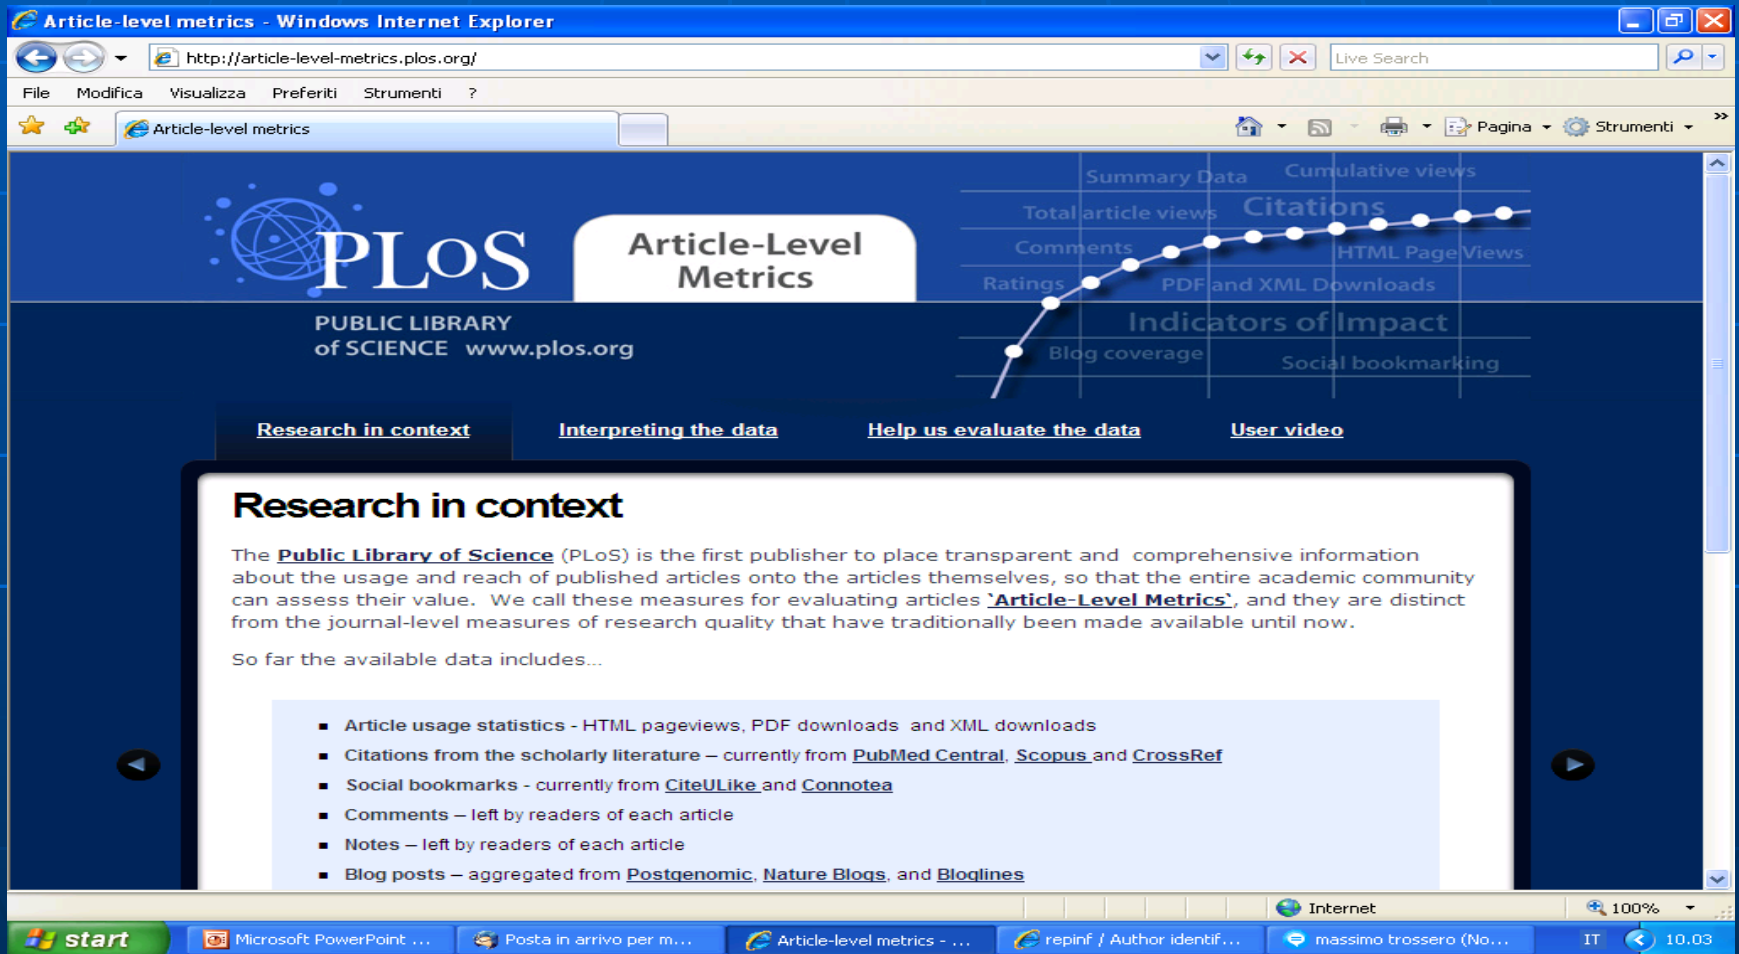 Article-level metrics - Windows Internet Explorer
http://article-level-metrics.plos.org/
Live Search
File Modifica Visualizza Preferiti Strumenti ?
Article-level metrics
Pagina
Strumenti
»
PLoS
Article-Level
Metrics
PUBLIC LIBRARY
of SCIENCE www.plos.org
Summary Data
Cumulative views
Total article views
Citations
Comments
HTML Page Views
Ratings
PDF and XML Downloads
Indicators of Impact
Blog coverage
Social bookmarking
Research in context
Interpreting the data
Help us evaluate the data
User video
Research in context
The Public Library of Science (PLoS) is the first publisher to place transparent and comprehensive information
about the usage and reach of published articles onto the articles themselves, so that the entire academic community
can assess their value. We call these measures for evaluating articles `Article-Level Metrics`, and they are distinct
from the journal-level measures of research quality that have traditionally been made available until now.
So far the available data includes...
▪ Article usage statistics - HTML pageviews, PDF downloads and XML downloads
▪ Citations from the scholarly literature – currently from PubMed Central, Scopus and CrossRef
▪ Social bookmarks - currently from CiteULike and Connotea
▪ Comments – left by readers of each article
▪ Notes – left by readers of each article
▪ Blog posts – aggregated from Postgenomic, Nature Blogs, and Bloglines
Internet
100%
start
Microsoft PowerPoint ...
Posta in arrivo per m...
Article-level metrics - ...
repinf / Author identif...
massimo trossero (No...
IT
10.03